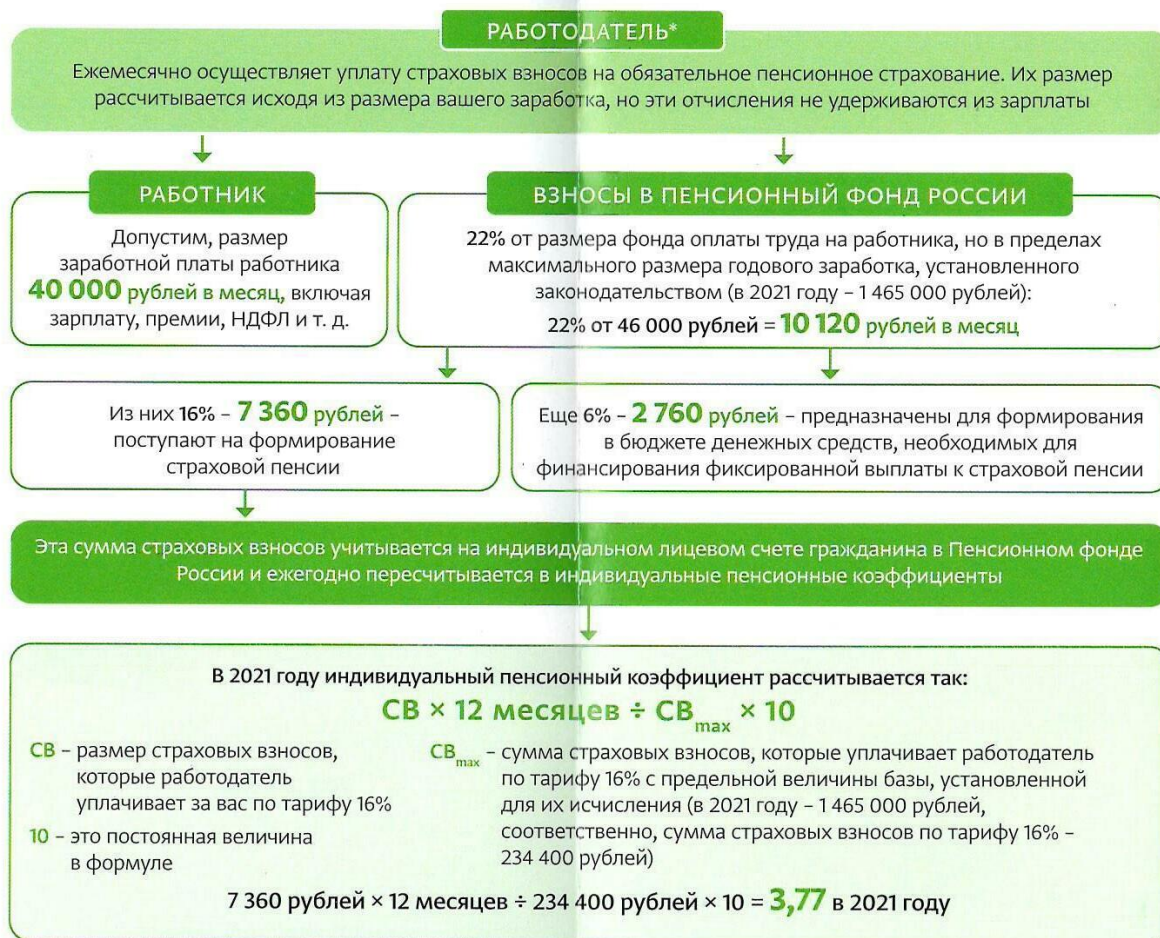 РАБОТОДАТЕЛЬ*
Ежемесячно осуществляет уплату страховых взносов на обязательное пенсионное страхование. Их размер
рассчитывается исходя из размера вашего заработка, но эти отчисления не удерживаются из зарплаты
РАБОТНИК
Допустим, размер
заработной платы работника
40 000 рублей в месяц, включая
зарплату, премии, НДФЛ и т. д.
ВЗНОСЫ В ПЕНСИОННЫЙ ФОНД РОССИИ
22% от размера фонда оплаты труда на работника, но в пределах
максимального размера годового заработка, установленного
законодательством (в 2021 году – 1 465 000 рублей):
22% от 46 000 рублей = 10 120 рублей в месяц
Из них 16% – 7 360 рублей –
поступают на формирование
страховой пенсии
Еще 6% – 2 760 рублей – предназначены для формирования
в бюджете денежных средств, необходимых для
финансирования фиксированной выплаты к страховой пенсии
Эта сумма страховых взносов учитывается на индивидуальном лицевом счете гражданина в Пенсионном фонде
России и ежегодно пересчитывается в индивидуальные пенсионные коэффициенты
В 2021 году индивидуальный пенсионный коэффициент рассчитывается так:
СВ × 12 месяцев ÷ СВmax × 10
СВ – размер страховых взносов,
которые работодатель
уплачивает за вас по тарифу 16%
10 – это постоянная величина
в формуле
СВmax – сумма страховых взносов, которые уплачивает работодатель
по тарифу 16% с предельной величины базы, установленной
для их исчисления (в 2021 году – 1 465 000 рублей,
соответственно, сумма страховых взносов по тарифу 16% –
234 400 рублей)
7 360 рублей × 12 месяцев ÷ 234 400 рублей × 10 = 3,77 в 2021 году